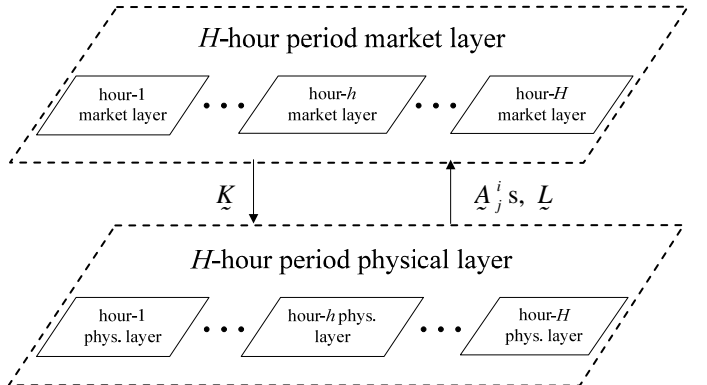 H-hour period market layer
hour-1 market layer
• • •
hour-h market layer
• • •
hour-H market layer
K̰
A̰ʲᵢ s, L̰
H-hour period physical layer
hour-1 phys. layer
• • •
hour-h phys. layer
• • •
hour-H phys. layer